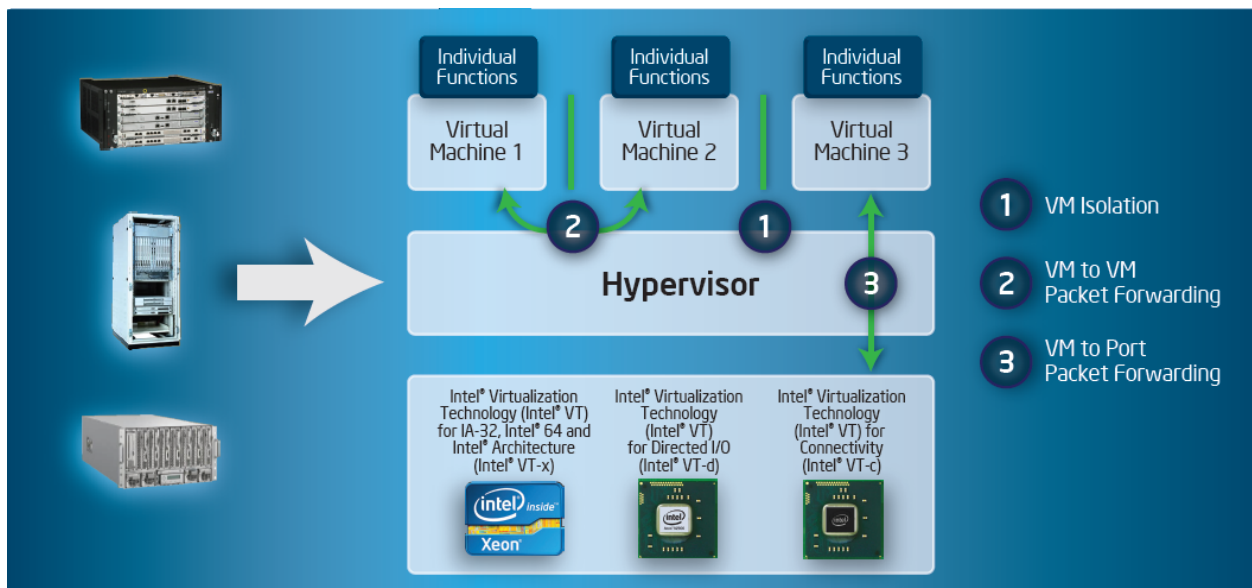 Individual
Functions
Individual
Functions
Individual
Functions
Virtual
Machine 1
Virtual
Machine 2
Virtual
Machine 3
2
1
Hypervisor
3
1
VM Isolation
2
VM to VM
Packet Forwarding
3
VM to Port
Packet Forwarding
Intel® Virtualization
Technology (Intel® VT)
for IA-32, Intel® 64 and
Intel® Architecture
(Intel® VT-x)
Intel® Virtualization
Technology
(Intel® VT)
for Directed I/O
(Intel® VT-d)
Intel® Virtualization
Technology
(Intel® VT) for
Connectivity
(Intel® VT-c)
intel inside™
Xeon®
intel
intel